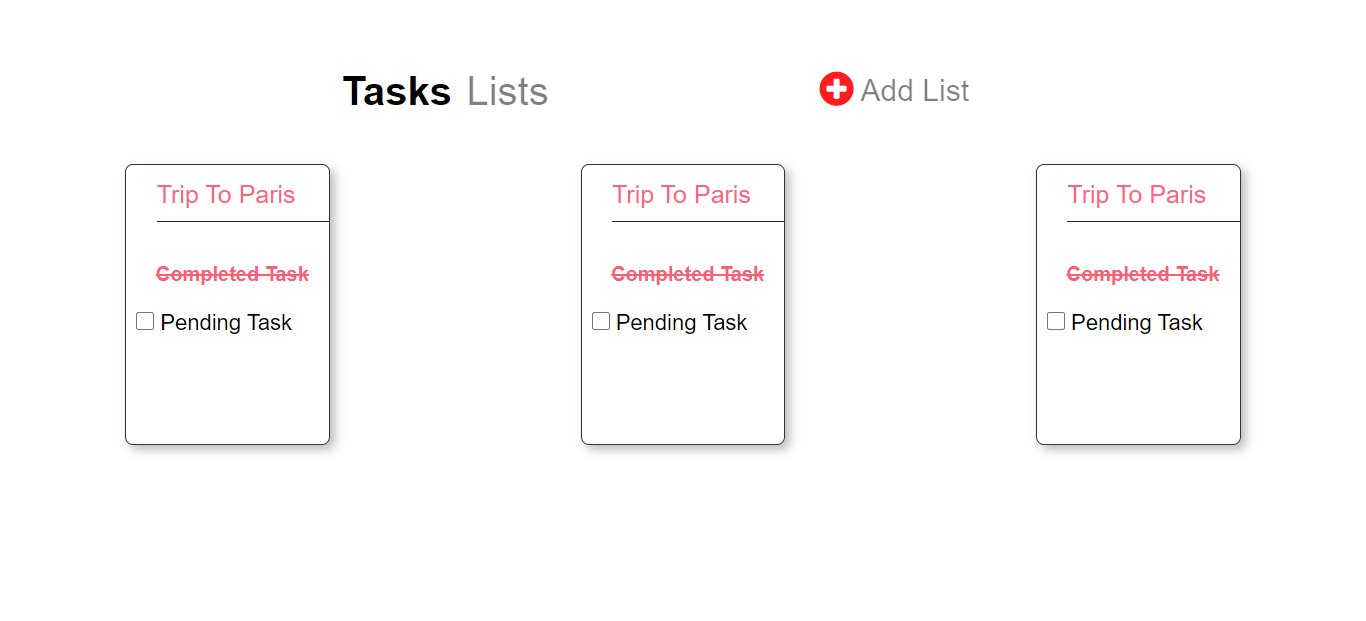 Tasks Lists
Add List
Trip To Paris
Completed Task
Pending Task
Trip To Paris
Completed Task
Pending Task
Trip To Paris
Completed Task
Pending Task